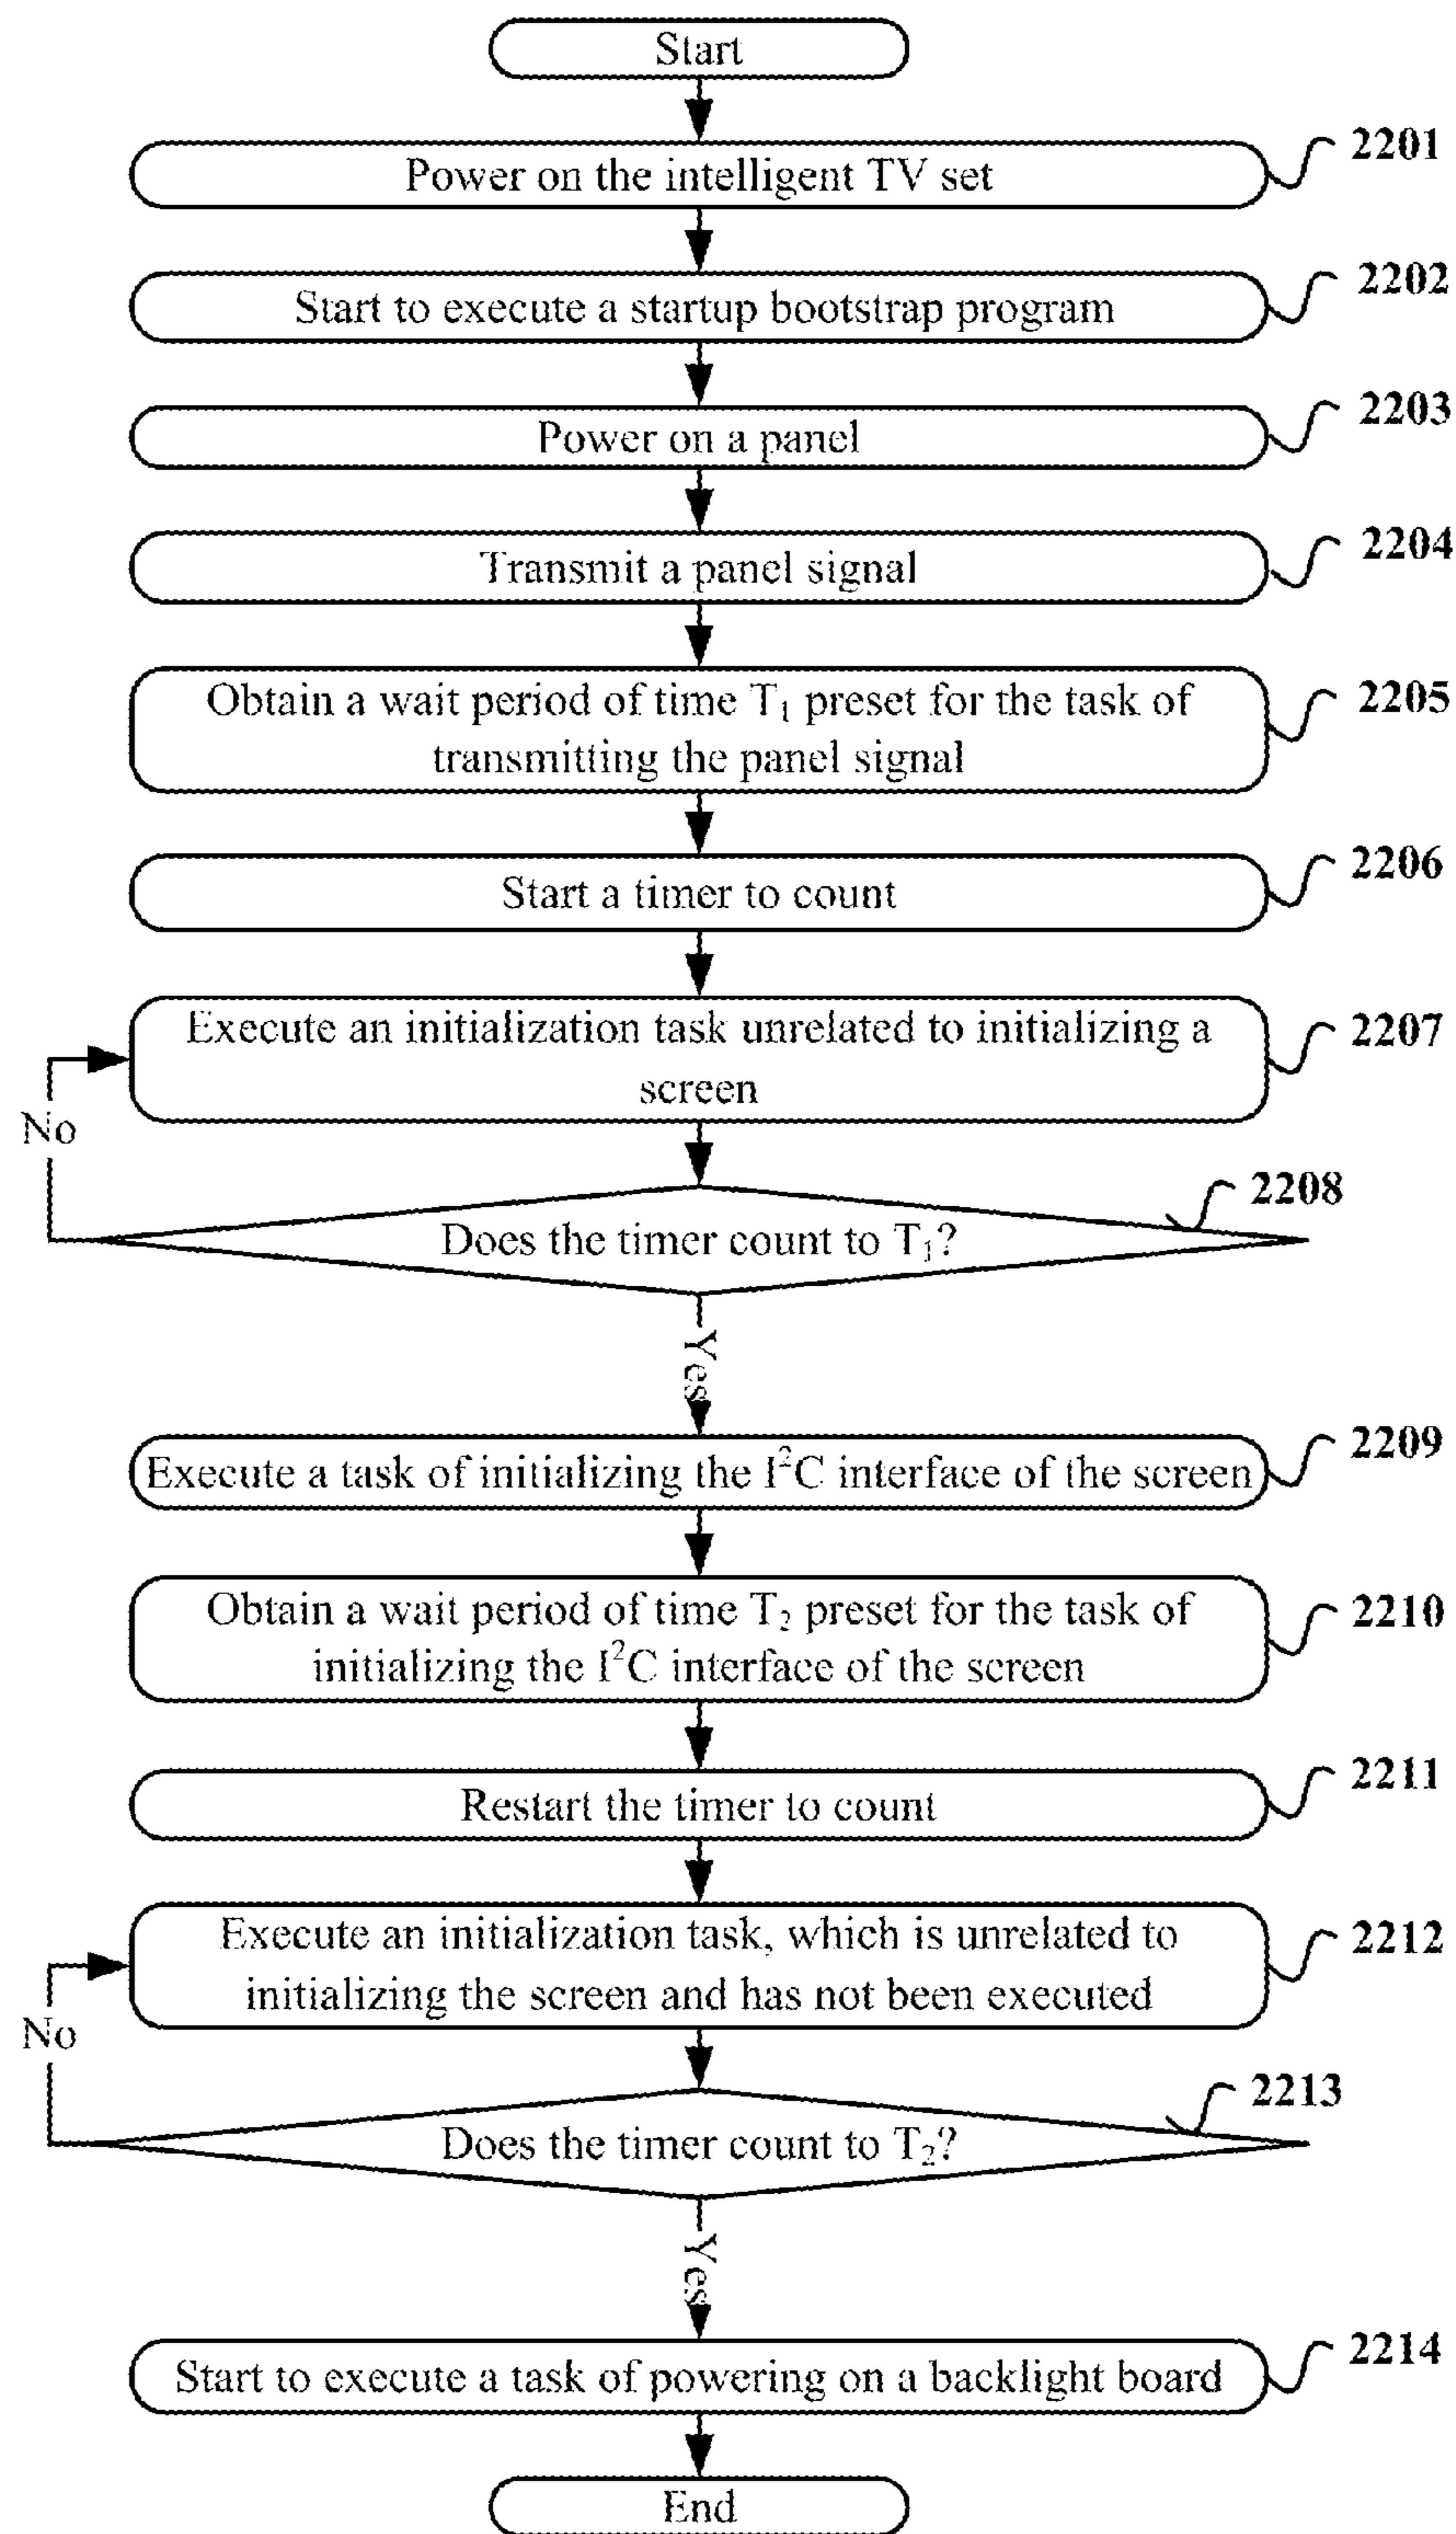 Start
Power on the intelligent TV set
2201
Start to execute a startup bootstrap program
2202
Power on a panel
2203
Transmit a panel signal
2204
Obtain a wait period of time T₁ preset for the task of
transmitting the panel signal
2205
Start a timer to count
2206
Execute an initialization task unrelated to initializing a
screen
2207
No
Does the timer count to T₁?
2208
Yes
Execute a task of initializing the I²C interface of the screen
2209
Obtain a wait period of time T₂ preset for the task of
initializing the I²C interface of the screen
2210
Restart the timer to count
2211
Execute an initialization task, which is unrelated to
initializing the screen and has not been executed
2212
No
Does the timer count to T₂?
2213
Yes
Start to execute a task of powering on a backlight board
2214
End